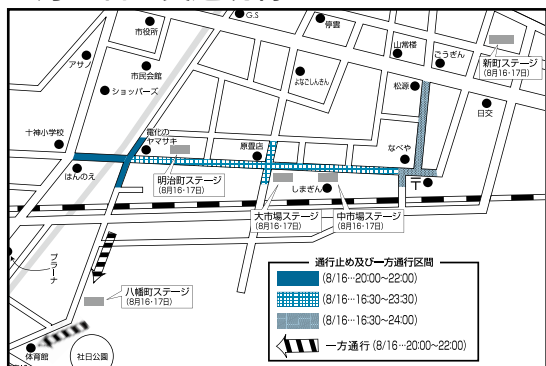 市役所
G.S
停雲
山常楼
ごうぎん
新町ステージ
(8月16・17日)
アサノ
市民会館
よなごしんきん
ショッパーズ
松源
日交
十神小学校
電化の
ヤマサキ
原畳店
なべや
ばんのえ
明治町ステージ
(8月16・17日)
しまぎん
〒
大市場ステージ
(8月16・17日)
中市場ステージ
(8月16・17日)
プラーナ
八幡町ステージ
(8月16・17日)
体育館
社日公園
通行止め及び一方通行区間
(8/16…20:00~22:00)
(8/16…16:30~23:30)
(8/16…16:30~24:00)
一方通行 (8/16…20:00~22:00)